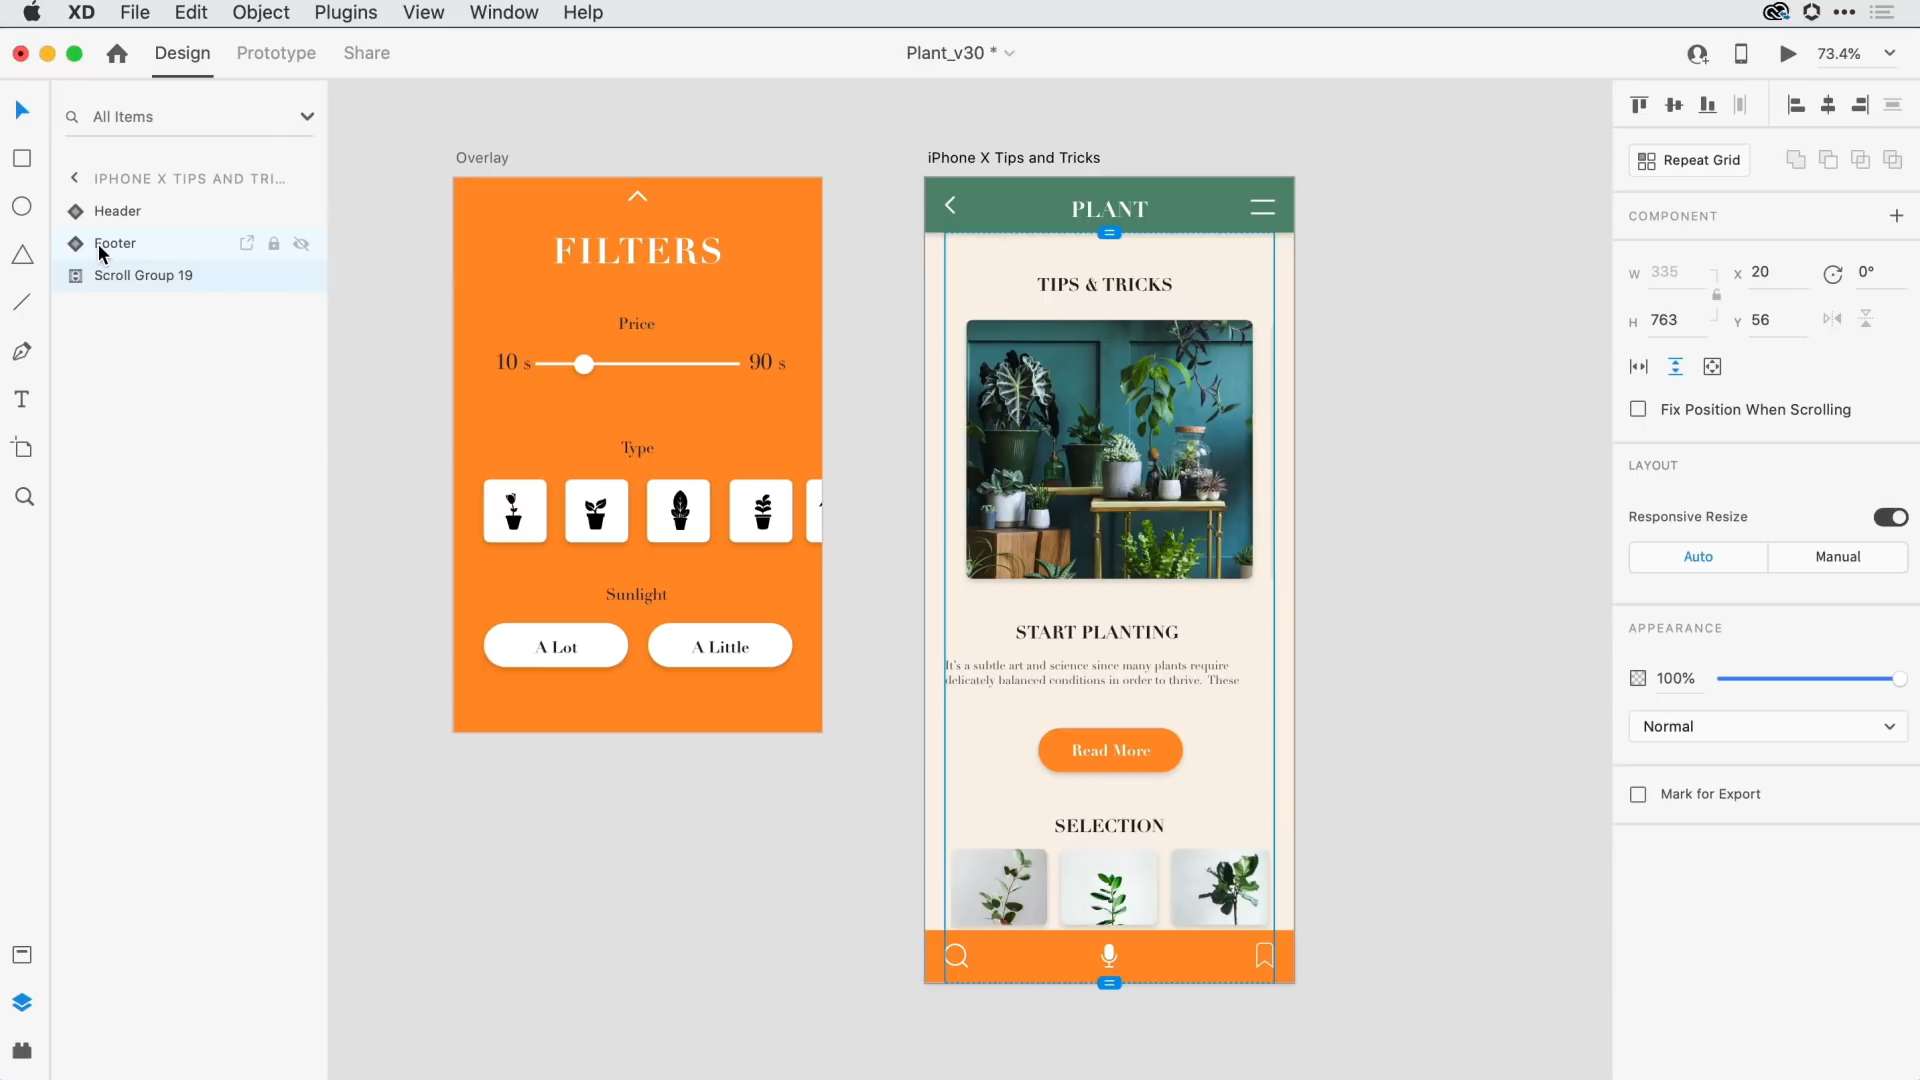 XD File Edit Object Plugins View Window Help
Design Prototype Share
Plant_v30 *
73.4%
All Items
IPHONE X TIPS AND TRI...
Header
Footer
Scroll Group 19
Overlay
FILTERS
Price
10 $ 90 $
Type
Sunlight
A Lot A Little
iPhone X Tips and Tricks
PLANT
TIPS & TRICKS
START PLANTING
It's a subtle art and science since many plants require
delicately balanced conditions in order to thrive. These
Read More
SELECTION
Repeat Grid
COMPONENT
W 335 X 20 0°
H 763 Y 56
Fix Position When Scrolling
LAYOUT
Responsive Resize
Auto Manual
APPEARANCE
100%
Normal
Mark for Export